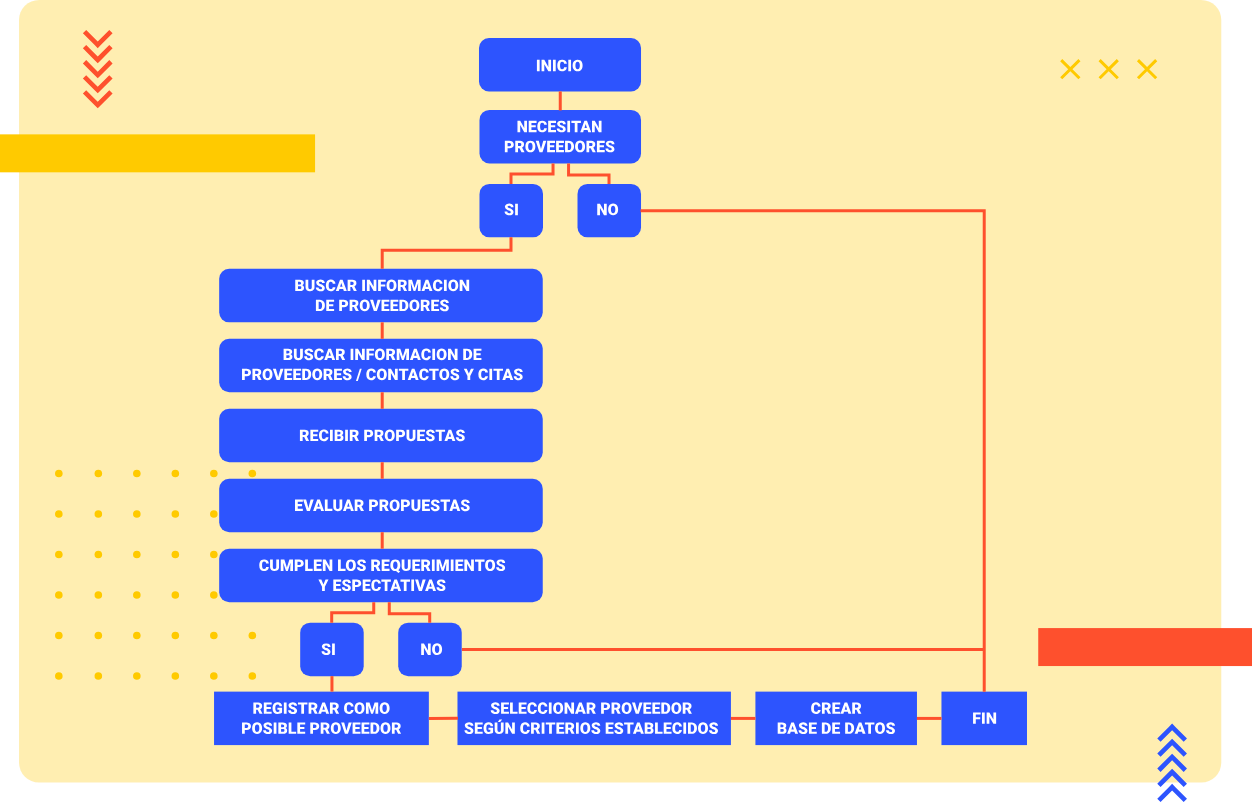 INICIO
NECESITAN
PROVEEDORES
SI
NO
BUSCAR INFORMACION
DE PROVEEDORES
BUSCAR INFORMACION DE
PROVEEDORES / CONTACTOS Y CITAS
RECIBIR PROPUESTAS
EVALUAR PROPUESTAS
CUMPLEN LOS REQUERIMIENTOS
Y ESPECTATIVAS
SI
NO
REGISTRAR COMO
POSIBLE PROVEEDOR
SELECCIONAR PROVEEDOR
SEGÚN CRITERIOS ESTABLECIDOS
CREAR
BASE DE DATOS
FIN